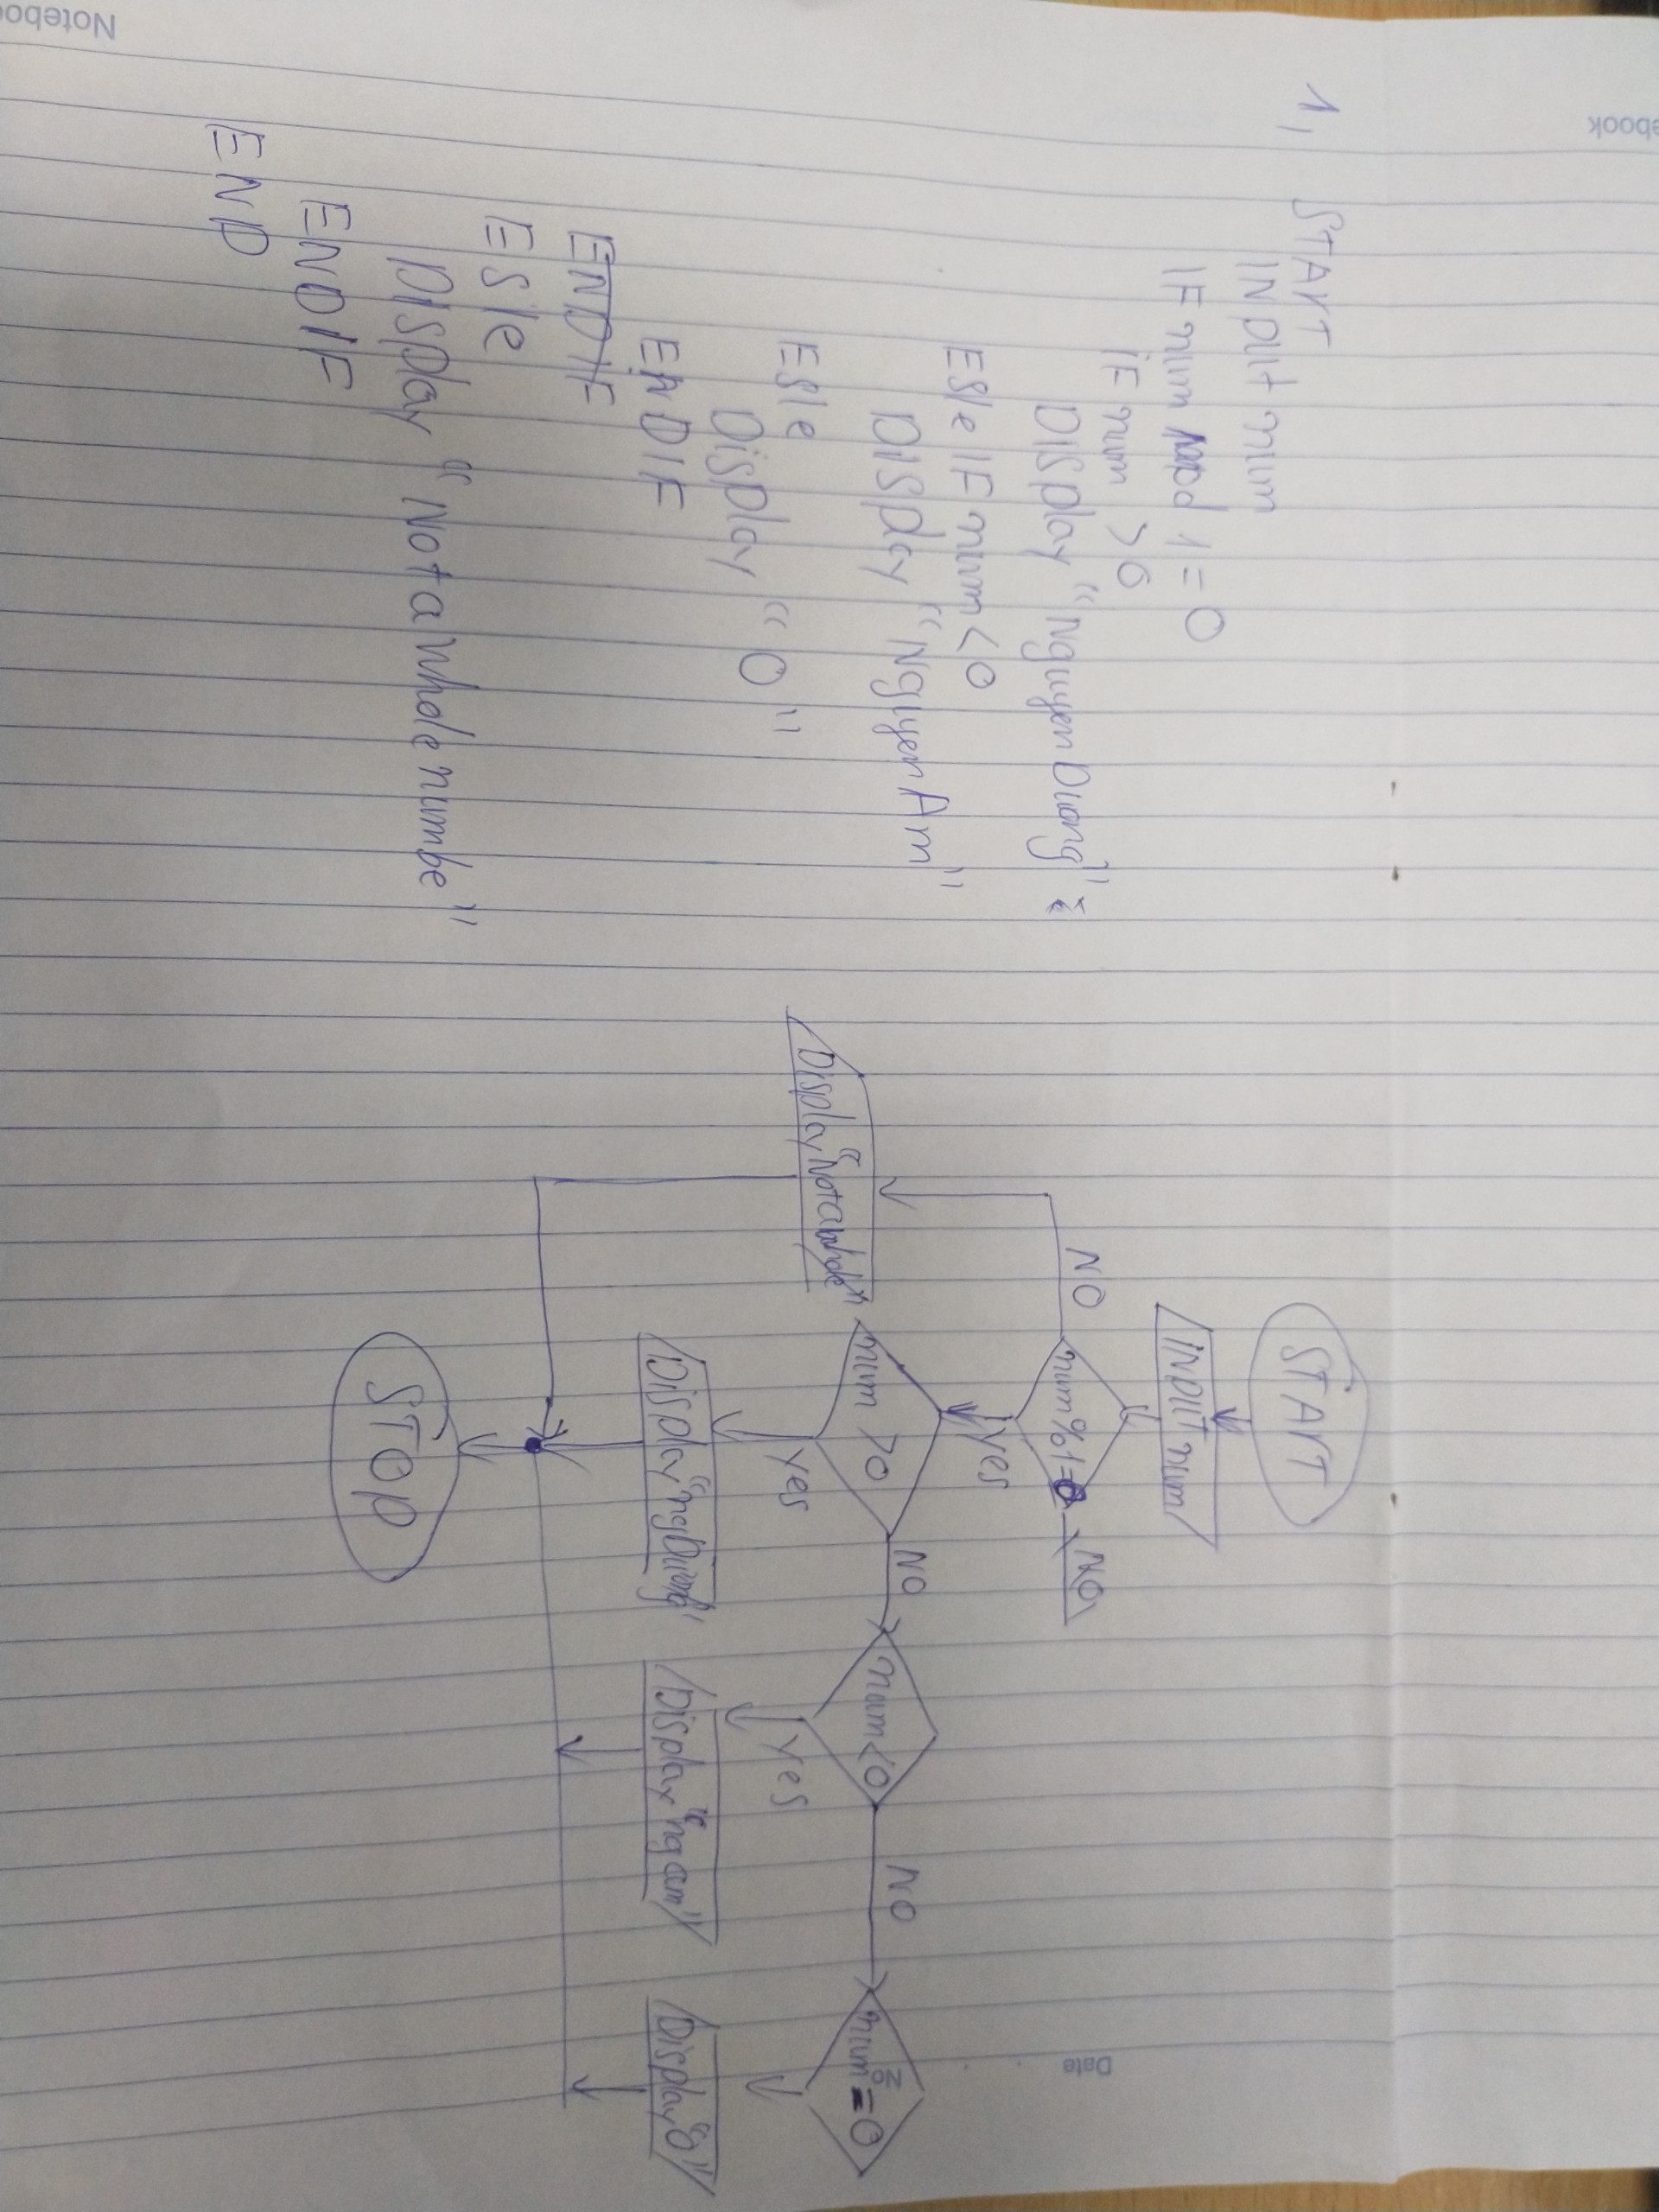 Notebook
1,
START
INPUt num
IF num mod 1 = 0
iF num > 0
DISplay "Nguyen Duong"
ESle IF num < 0
DISplay "Nguyen Am"
ESle
Display "0"
EnDIF
ENDIF
ESle
DISplay "Not a whole numbe"
ENDIF
END
Date
START
INPUT num
num % 1 = 0
NO
NO
Yes
num > 0
NO
num < 0
NO
num = 0
No
Yes
Yes
Display "Not a whole"
Display "ng Duong"
Display "ng am"
Display "0"
STOP